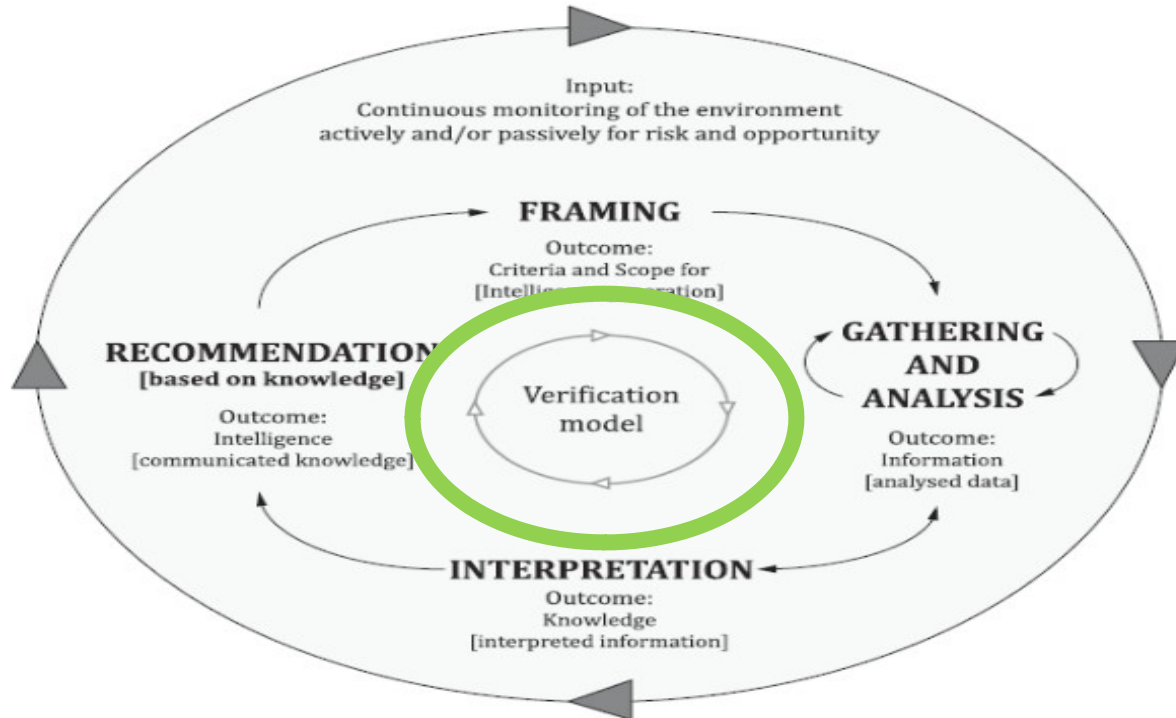 Input:
Continuous monitoring of the environment
actively and/or passively for risk and opportunity
FRAMING
Outcome:
Criteria and Scope for
RECOMMENDATION
[based on knowledge]
Outcome:
Intelligence
[communicated knowledge]
Verification
model
GATHERING
AND
ANALYSIS
Outcome:
Information
[analysed data]
INTERPRETATION
Outcome:
Knowledge
[interpreted information]